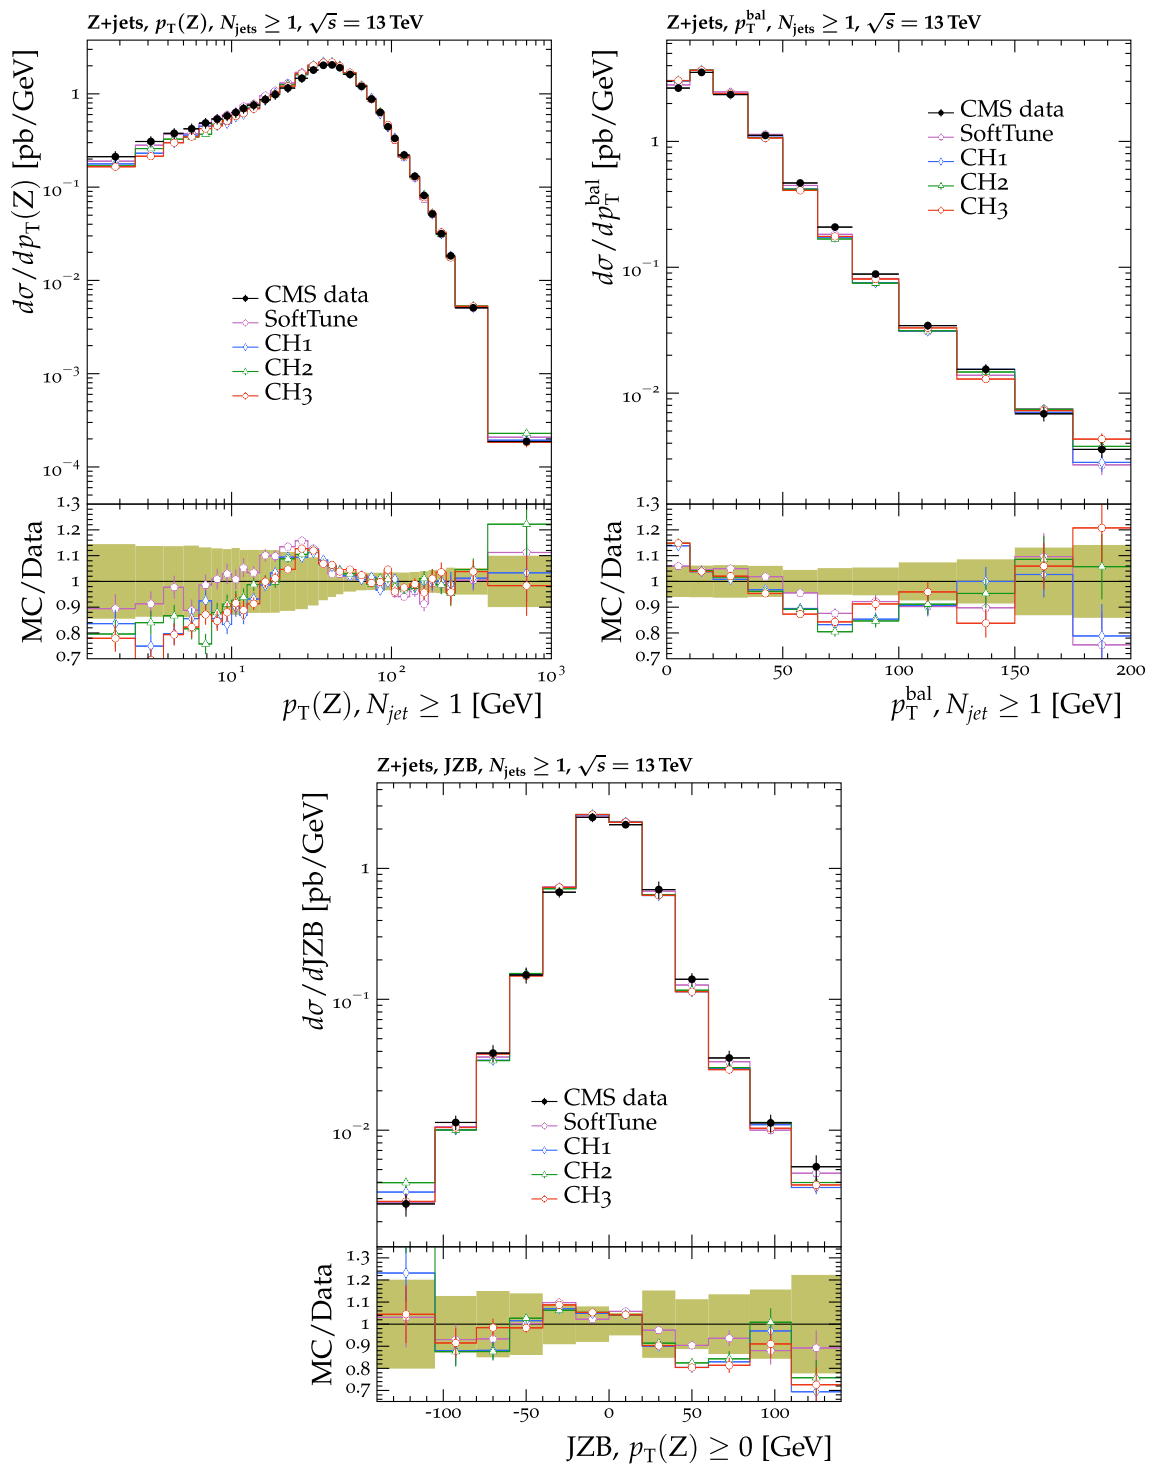 Z+jets, pT(Z), Njets ≥ 1, √s = 13 TeV
dσ/dpT(Z) [pb/GeV]
1
10⁻¹
10⁻²
10⁻³
10⁻⁴
CMS data
SoftTune
CH1
CH2
CH3
MC/Data
1.3
1.2
1.1
1
0.9
0.8
0.7
10¹
10²
10³
pT(Z), Njet ≥ 1 [GeV]
Z+jets, pT^bal, Njets ≥ 1, √s = 13 TeV
dσ/dpT^bal [pb/GeV]
1
10⁻¹
10⁻²
CMS data
SoftTune
CH1
CH2
CH3
MC/Data
1.3
1.2
1.1
1
0.9
0.8
0.7
0
50
100
150
200
pT^bal, Njet ≥ 1 [GeV]
Z+jets, JZB, Njets ≥ 1, √s = 13 TeV
dσ/dJZB [pb/GeV]
1
10⁻¹
10⁻²
CMS data
SoftTune
CH1
CH2
CH3
MC/Data
1.3
1.2
1.1
1
0.9
0.8
0.7
-100
-50
0
50
100
JZB, pT(Z) ≥ 0 [GeV]